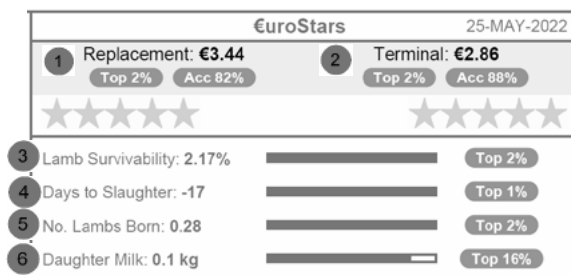 €uroStars 25-MAY-2022
1 Replacement: €3.44 2 Terminal: €2.86
Top 2% Acc 82% Top 2% Acc 88%
3 Lamb Survivability: 2.17% Top 2%
4 Days to Slaughter: -17 Top 1%
5 No. Lambs Born: 0.28 Top 2%
6 Daughter Milk: 0.1 kg Top 16%